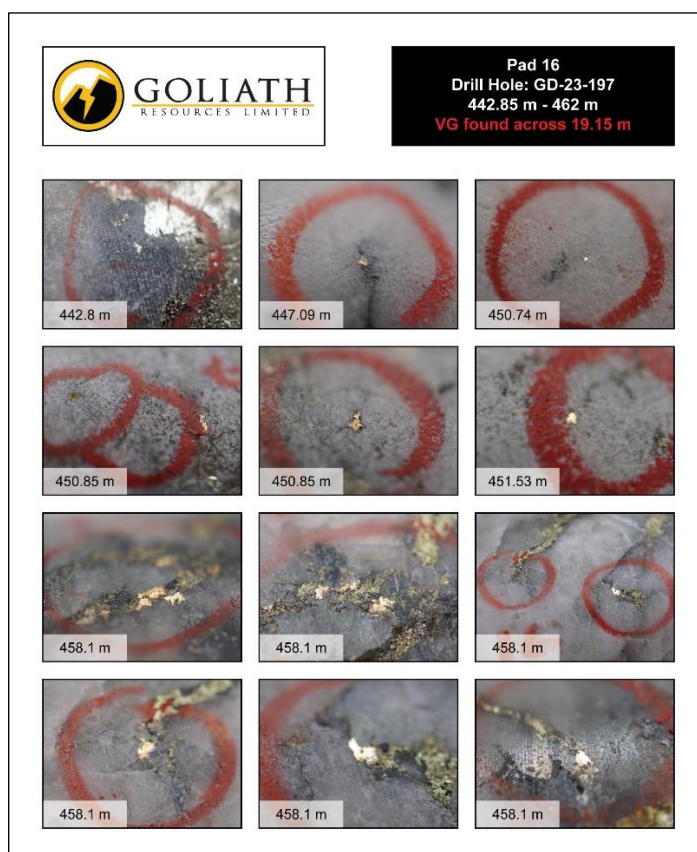 GOLIATH
RESOURCES LIMITED
Pad 16
Drill Hole: GD-23-197
442.85 m - 462 m
VG found across 19.15 m
442.8 m
447.09 m
450.74 m
450.85 m
450.85 m
451.53 m
458.1 m
458.1 m
458.1 m
458.1 m
458.1 m
458.1 m